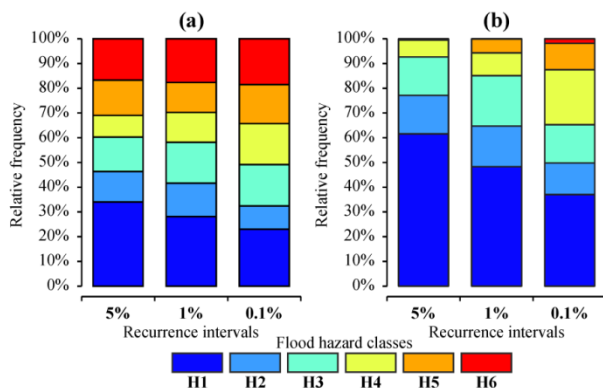 (a)
(b)
Relative frequency
100%
90%
80%
70%
60%
50%
40%
30%
20%
10%
0%
5% 1% 0.1%
Recurrence intervals
Relative frequency
100%
90%
80%
70%
60%
50%
40%
30%
20%
10%
0%
5% 1% 0.1%
Recurrence intervals
Flood hazard classes
H1 H2 H3 H4 H5 H6